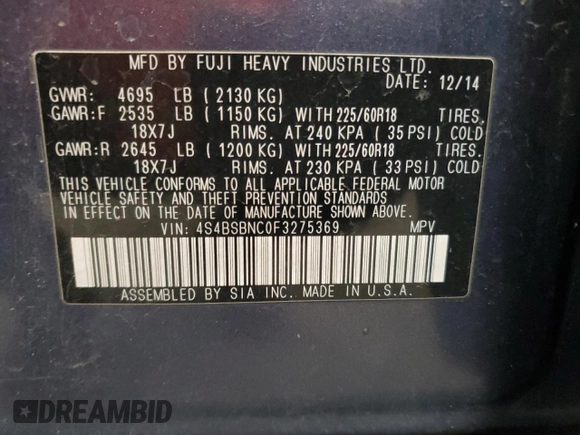 MFD BY FUJI HEAVY INDUSTRIES LTD.
DATE: 12/14
GVWR: 4695 LB (2130 KG)
GAWR:F 2535 LB (1150 KG) WITH 225/60R18 TIRES.
18X7J RIMS. AT 240 KPA (35 PSI) COLD
GAWR:R 2645 LB (1200 KG) WITH 225/60R18 TIRES.
18X7J RIMS. AT 230 KPA (33 PSI) COLD
THIS VEHICLE CONFORMS TO ALL APPLICABLE FEDERAL MOTOR
VEHICLE SAFETY AND THEFT PREVENTION STANDARDS
IN EFFECT ON THE DATE OF MANUFACTURE SHOWN ABOVE.
VIN: 4S4BSBNC0F3275369 MPV
ASSEMBLED BY SIA INC. MADE IN U.S.A.
DREAMBID